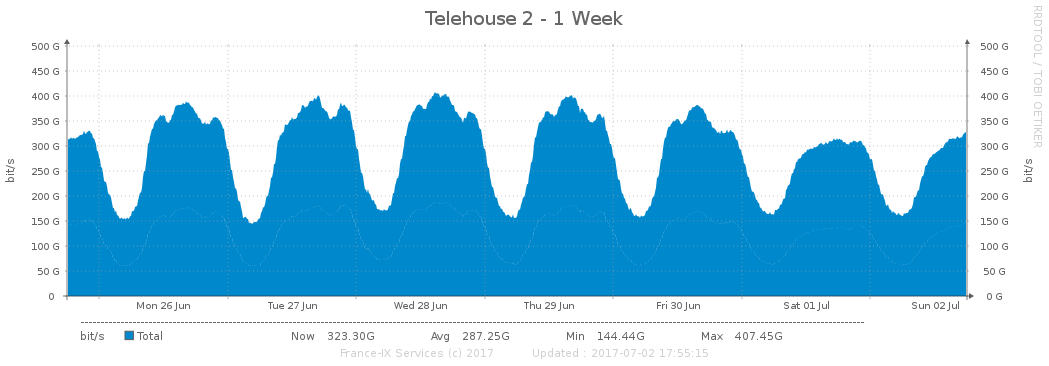 Telehouse 2 - 1 Week
RRDTOOL / TOBI OETIKER
500 G 500 G
450 G 450 G
400 G 400 G
350 G 350 G
300 G 300 G
250 G 250 G
200 G 200 G
150 G 150 G
100 G 100 G
50 G 50 G
0 0 G
bit/s bit/s
Mon 26 Jun Tue 27 Jun Wed 28 Jun Thu 29 Jun Fri 30 Jun Sat 01 Jul Sun 02 Jul
bit/s Total Now 323.30G Avg 287.25G Min 144.44G Max 407.45G
France-IX Services (c) 2017 Updated : 2017-07-02 17:55:15